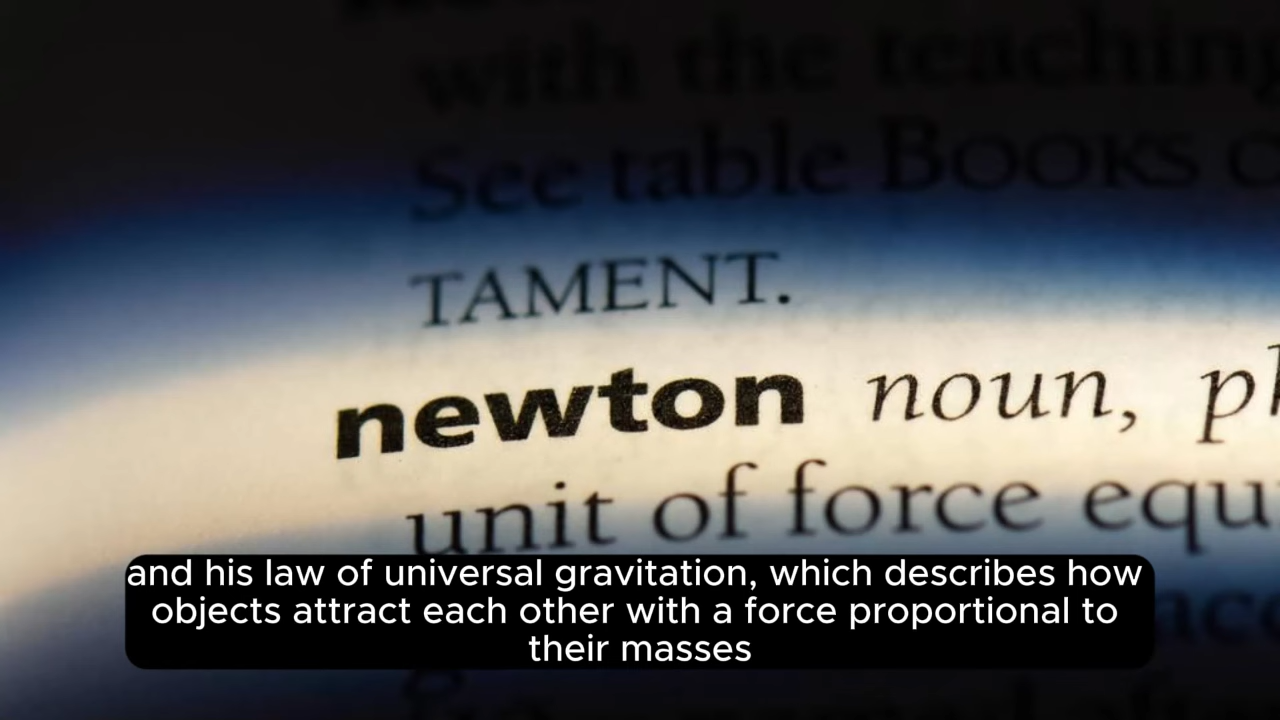 with the teaching
See table BOOKS
TAMENT.
newton noun,
unit of force
and his law of universal gravitation, which describes how
objects attract each other with a force proportional to
their masses